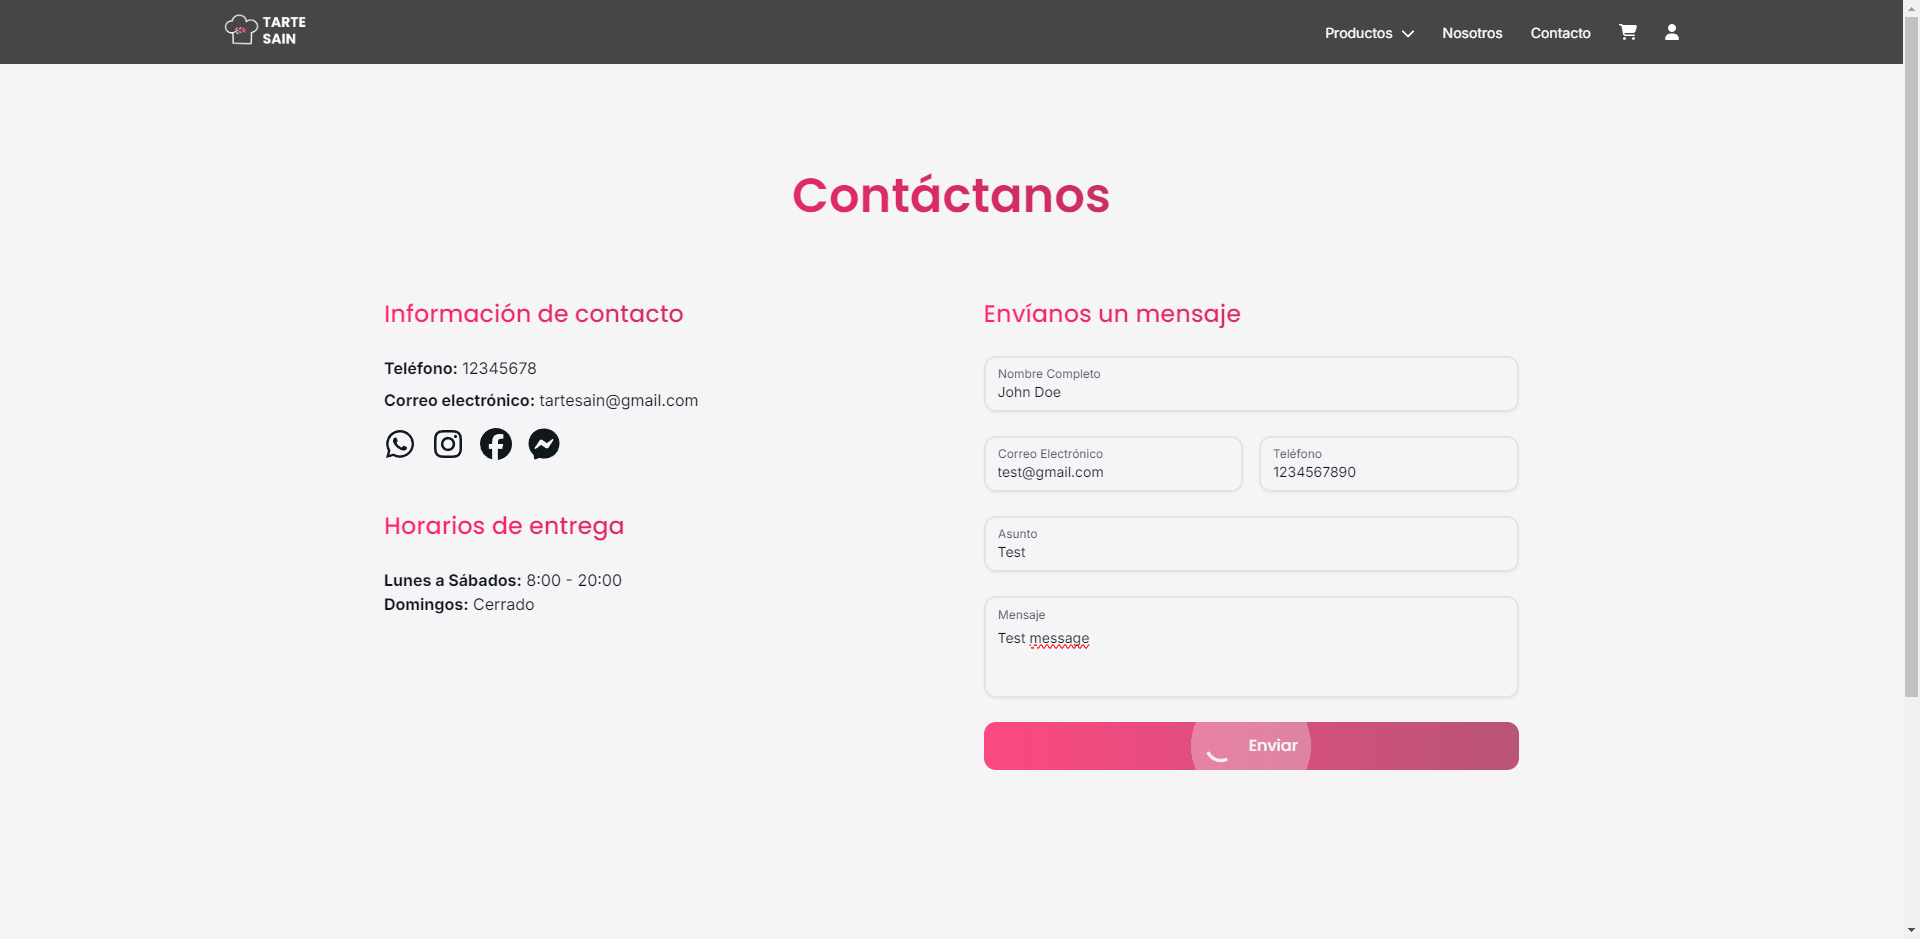 TARTE
SAIN
Productos
Nosotros
Contacto
Contáctanos
Información de contacto
Teléfono: 12345678
Correo electrónico: tartesain@gmail.com
Horarios de entrega
Lunes a Sábados: 8:00 - 20:00
Domingos: Cerrado
Envíanos un mensaje
Nombre Completo
John Doe
Correo Electrónico
test@gmail.com
Teléfono
1234567890
Asunto
Test
Mensaje
Test message
Enviar